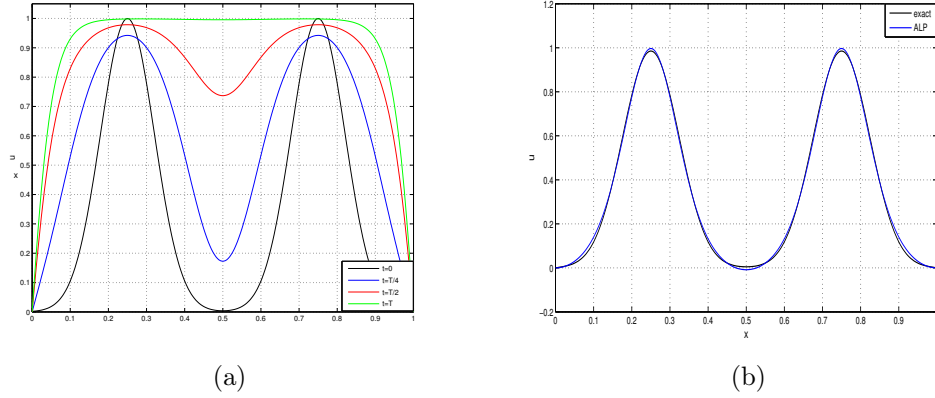 1
0.9
0.8
0.7
0.6
0.5
0.4
0.3
0.2
0.1
0
u
x
0 0.1 0.2 0.3 0.4 0.5 0.6 0.7 0.8 0.9 1
t=0
t=T/4
t=T/2
t=T
(a)
1.2
1
0.8
0.6
0.4
0.2
0
−0.2
u
0 0.1 0.2 0.3 0.4 0.5 0.6 0.7 0.8 0.9
x
exact
ALP
(b)